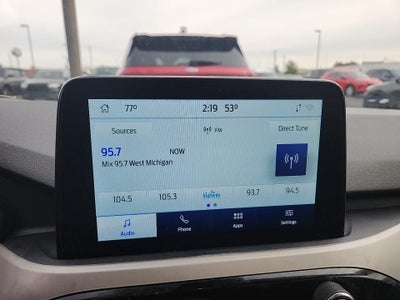 77° 2:19 53°
Sources FM Direct Tune
95.7 NOW
Mix 95.7 West Michigan
104.5 105.3 93.7 94.5
Audio Phone Apps Settings